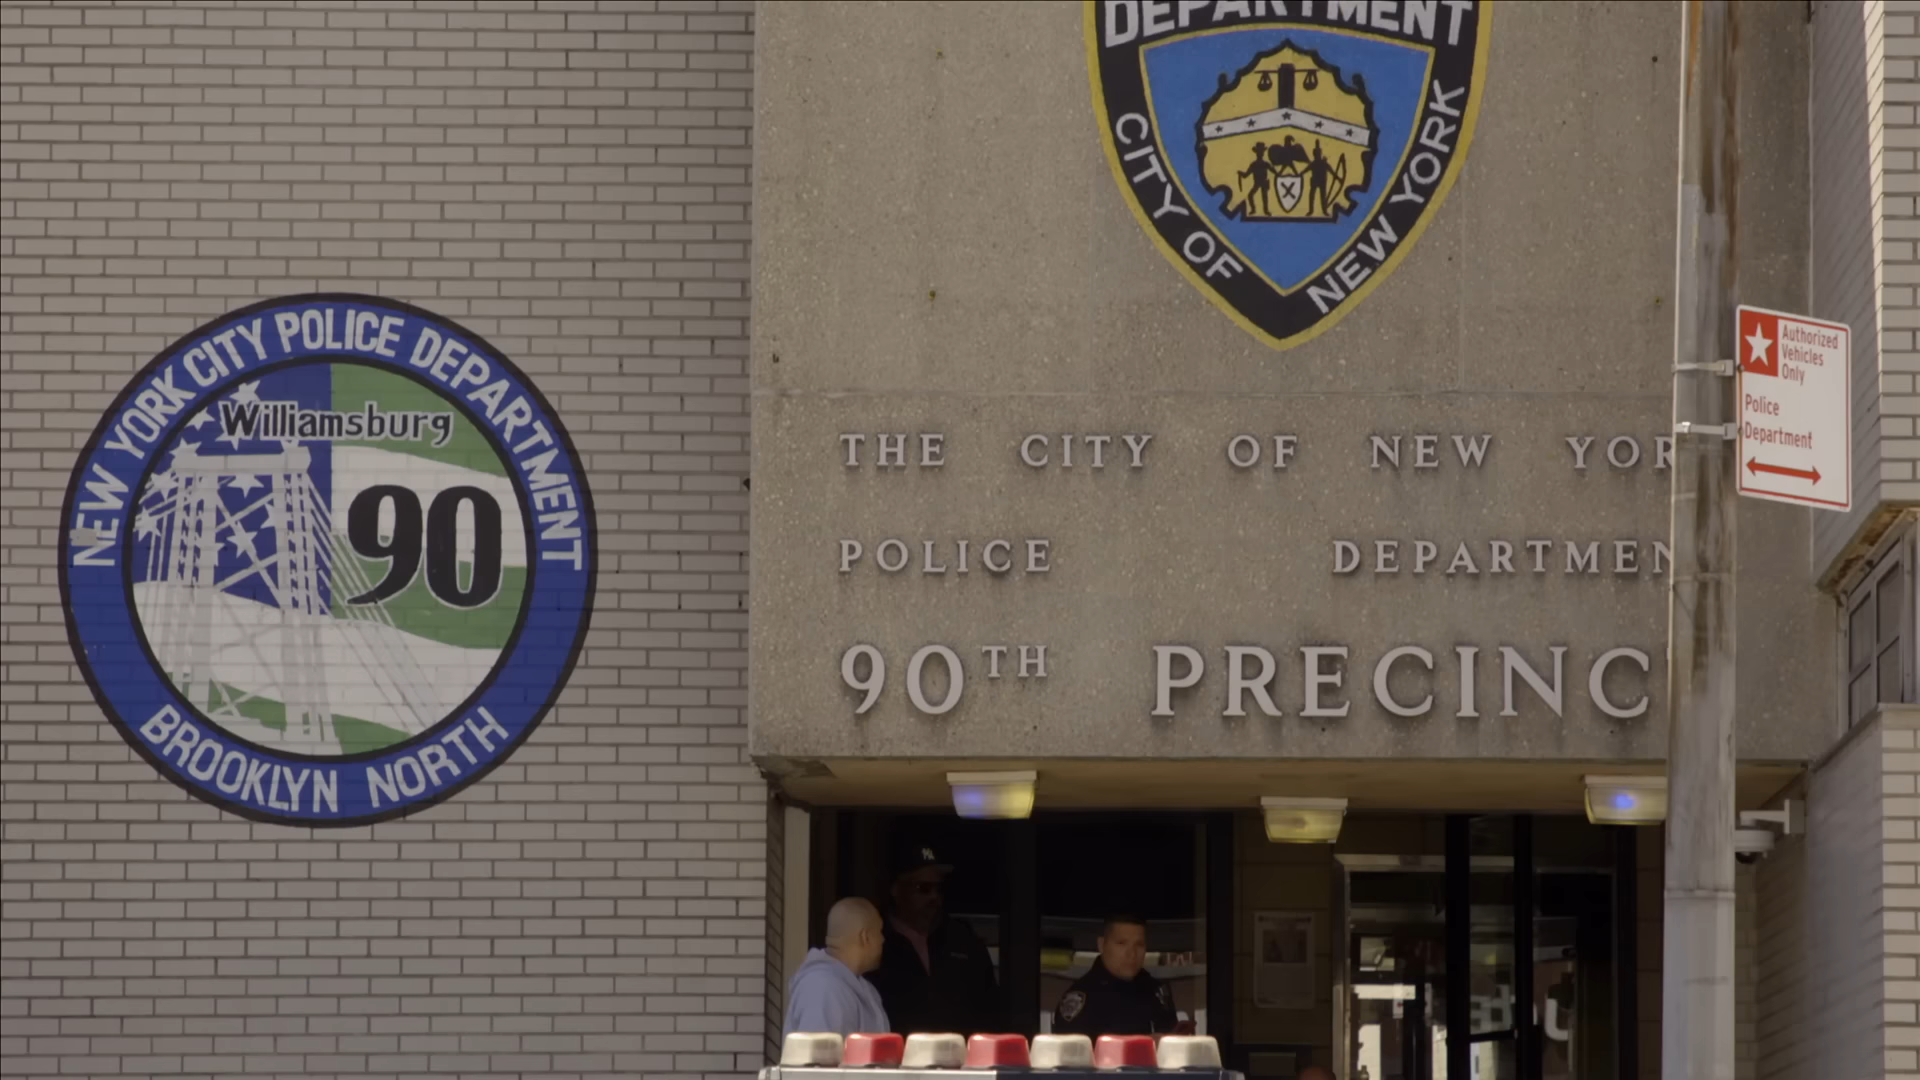 DEPARTMENT
CITY OF NEW YORK
NEW YORK CITY POLICE DEPARTMENT
Williamsburg
90
BROOKLYN NORTH
THE CITY OF NEW YOR
POLICE DEPARTMEN
90TH PRECINC
Authorized
Vehicles
Only
Police
Department
NY